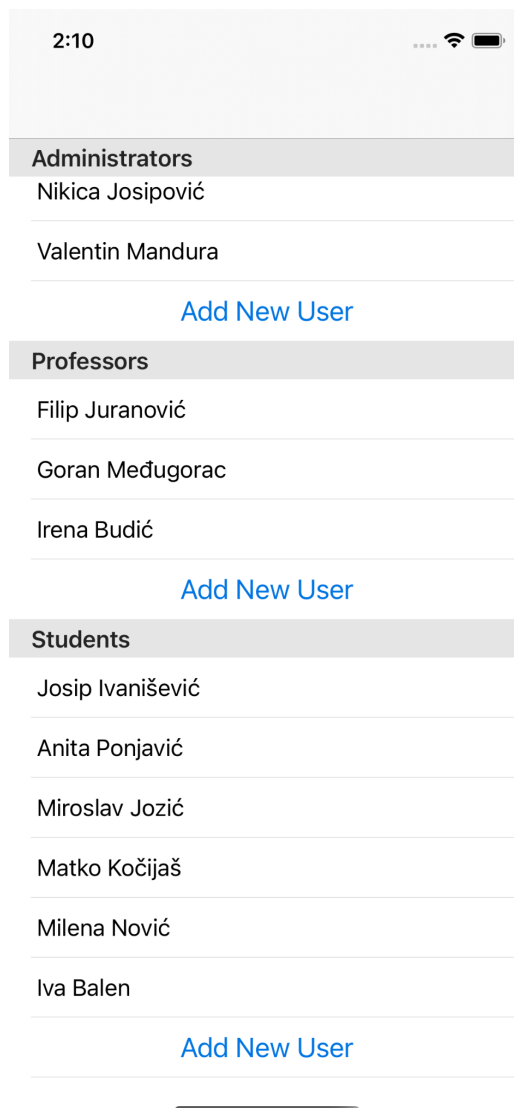 2:10
Administrators
Nikica Josipović
Valentin Mandura
Add New User
Professors
Filip Juranović
Goran Međugorac
Irena Budić
Add New User
Students
Josip Ivanišević
Anita Ponjavić
Miroslav Jozić
Matko Kočijaš
Milena Nović
Iva Balen
Add New User